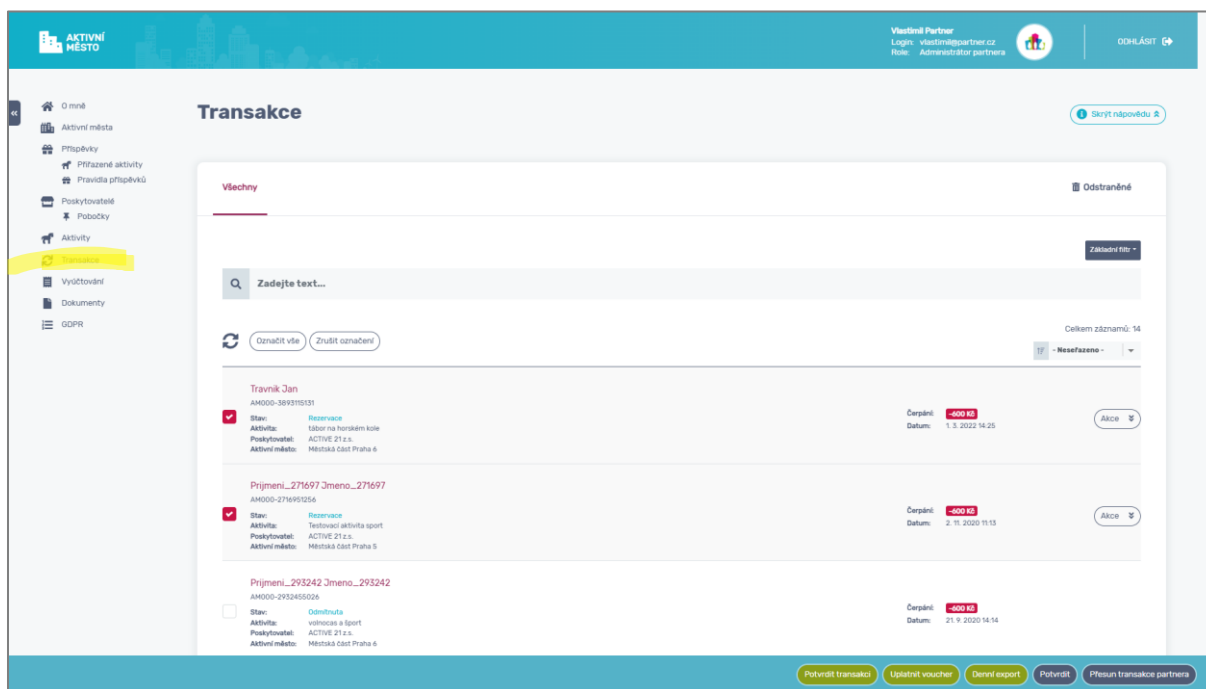 AKTIVNÍ
MĚSTO
Vlastimil Partner
Login: vlastimil@partner.cz
Role: Administrátor partnera
ODHLÁSIT
O mně
Aktivní města
Příspěvky
Přiřazené aktivity
Pravidla příspěvků
Poskytovatelé
Pobočky
Aktivity
Transakce
Vyúčtování
Dokumenty
GDPR
Transakce
Skrýt nápovědu
Všechny
Odstraněné
Základní filtr
Zadejte text...
Označit vše
Zrušit označení
Celkem záznamů: 14
- Neseřazeno -
Travnik Jan
AM000-3893115131
Stav: Rezervace
Aktivita: tábor na horském kole
Poskytovatel: ACTIVE 21 z.s.
Aktivní město: Městská část Praha 6
Čerpání: -600 Kč
Datum: 1. 3. 2022 14:25
Akce
Prijmeni_271697 Jmeno_271697
AM000-2716951256
Stav: Rezervace
Aktivita: Testovací aktivita sport
Poskytovatel: ACTIVE 21 z.s.
Aktivní město: Městská část Praha 5
Čerpání: -600 Kč
Datum: 2. 11. 2020 11:13
Akce
Prijmeni_293242 Jmeno_293242
AM000-2932455026
Stav: Odmítnuta
Aktivita: volnocas a šport
Poskytovatel: ACTIVE 21 z.s.
Aktivní město: Městská část Praha 6
Čerpání: -600 Kč
Datum: 21. 9. 2020 14:14
Potvrdit transakci
Uplatnit voucher
Denní export
Potvrdit
Přesun transakce partnera